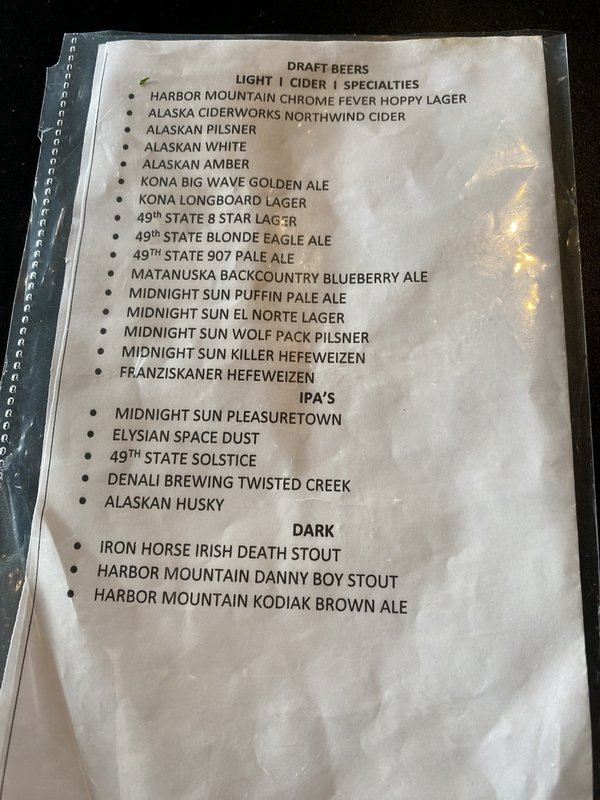 DRAFT BEERS
LIGHT | CIDER | SPECIALTIES
• HARBOR MOUNTAIN CHROME FEVER HOPPY LAGER
• ALASKA CIDERWORKS NORTHWIND CIDER
• ALASKAN PILSNER
• ALASKAN WHITE
• ALASKAN AMBER
• KONA BIG WAVE GOLDEN ALE
• KONA LONGBOARD LAGER
• 49th STATE 8 STAR LAGER
• 49th STATE BLONDE EAGLE ALE
• 49TH STATE 907 PALE ALE
• MATANUSKA BACKCOUNTRY BLUEBERRY ALE
• MIDNIGHT SUN PUFFIN PALE ALE
• MIDNIGHT SUN EL NORTE LAGER
• MIDNIGHT SUN WOLF PACK PILSNER
• MIDNIGHT SUN KILLER HEFEWEIZEN
• FRANZISKANER HEFEWEIZEN
IPA'S
• MIDNIGHT SUN PLEASURETOWN
• ELYSIAN SPACE DUST
• 49TH STATE SOLSTICE
• DENALI BREWING TWISTED CREEK
• ALASKAN HUSKY
DARK
• IRON HORSE IRISH DEATH STOUT
• HARBOR MOUNTAIN DANNY BOY STOUT
• HARBOR MOUNTAIN KODIAK BROWN ALE